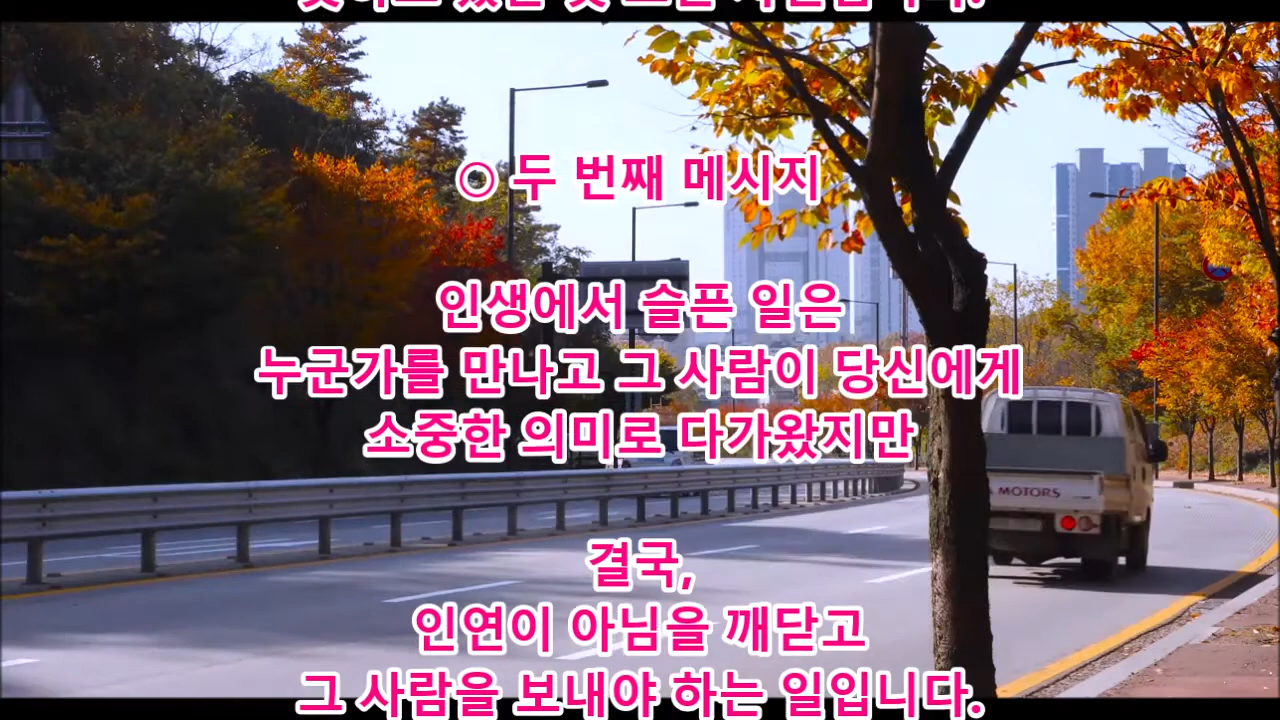 ○ 두 번째 메시지
인생에서 슬픈 일은
누군가를 만나고 그 사람이 당신에게
소중한 의미로 다가왔지만
결국,
인연이 아님을 깨닫고
그 사람을 보내야 하는 일입니다.
MOTORS